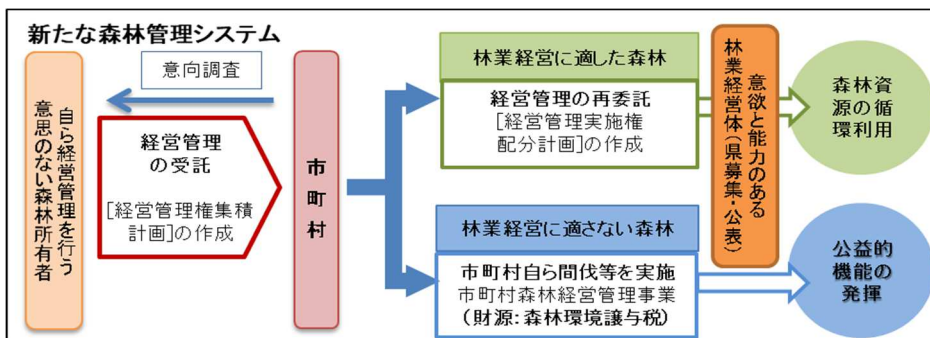 新たな森林管理システム
意向調査
自ら経営管理を行う
意思のない森林所有者
経営管理
の受託
[経営管理権集積
計画]の作成
市町村
林業経営に適した森林
経営管理の再委託
[経営管理実施権
配分計画]の作成
意欲と能力のある
林業経営体(県募集・公表)
森林資
源の循
環利用
林業経営に適さない森林
市町村自ら間伐等を実施
市町村森林経営管理事業
(財源:森林環境譲与税)
公益的
機能の
発揮